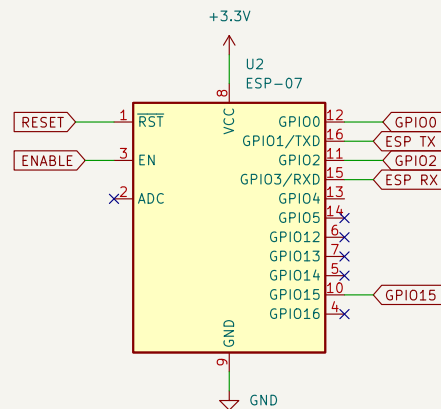 +3.3V
U2
ESP-07
8
VCC
RESET 1 RST GPIO0 12 GPIO0
GPIO1/TXD 16 ESP TX
ENABLE 3 EN GPIO2 11 GPIO2
GPIO3/RXD 15 ESP RX
2 ADC GPIO4 13
GPIO5 14
GPIO12 6
GPIO13 7
GPIO14 5
GPIO15 10 GPIO15
GPIO16 4
GND
9
GND